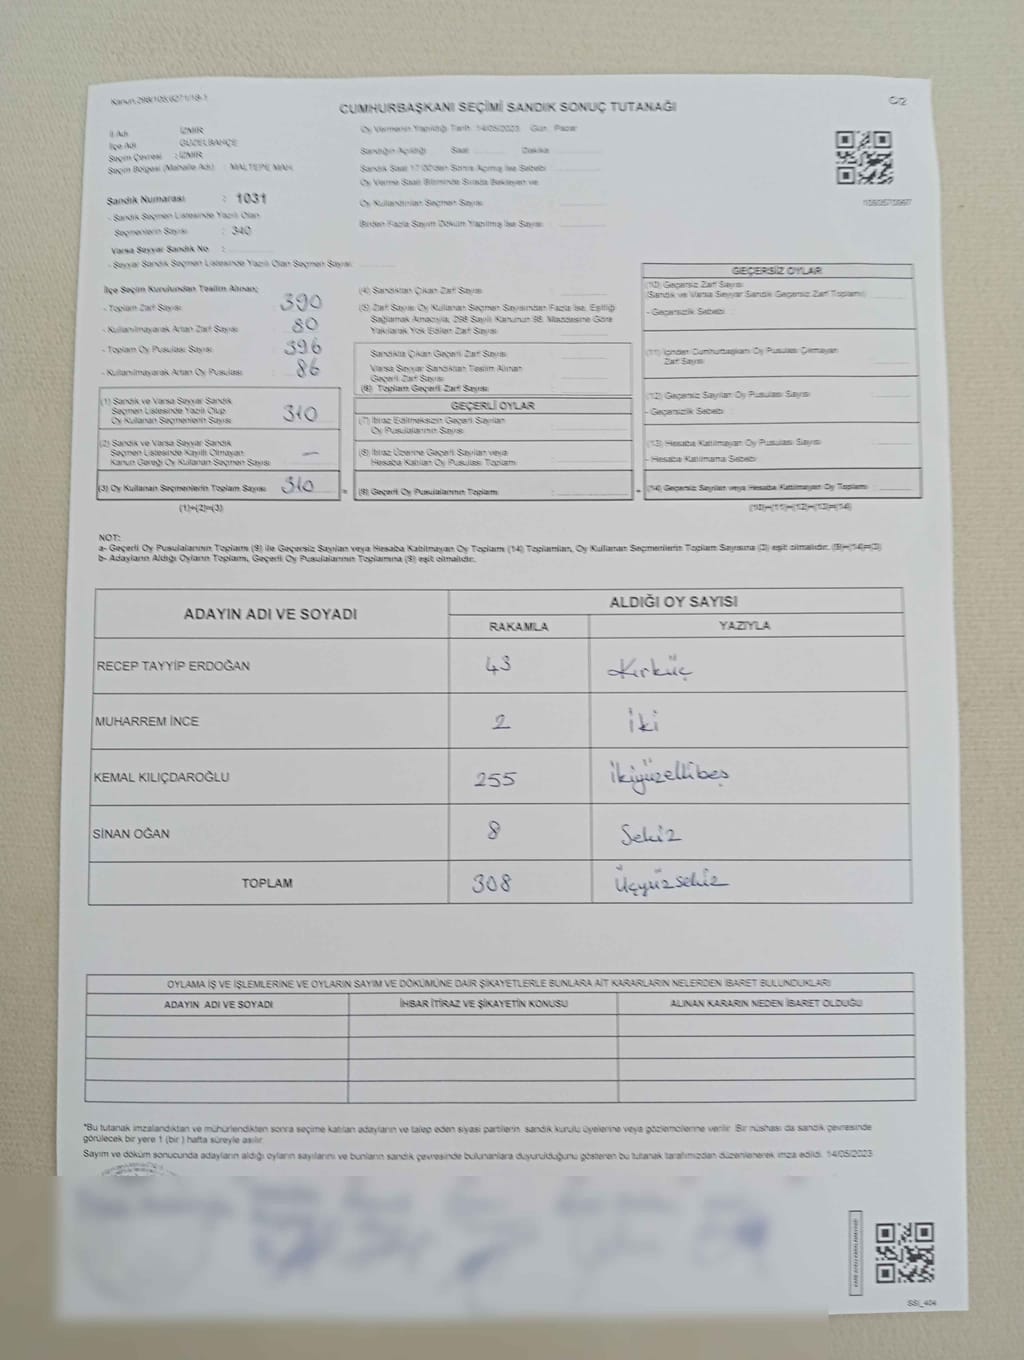 Kanun 298/105;6271/18-1
CUMHURBAŞKANI SEÇİMİ SANDIK SONUÇ TUTANAĞI
C/2
İl Adı İZMİR
İlçe Adı GÜZELBAHÇE
Seçim Çevresi : İZMİR
Seçim Bölgesi (Mahalle Adı) : MALTEPE MAH.
Sandık Numarası : 1031
- Sandık Seçmen Listesinde Yazılı Olan
Seçmenlerin Sayısı : 340
Varsa Seyyar Sandık No :
- Seyyar Sandık Seçmen Listesinde Yazılı Olan Seçmen Sayısı
Oy Vermenin Yapıldığı Tarih: 14/05/2023 Gün: Pazar
Sandığın Açıldığı Saat: Dakika
Sandık Saat 17:00'den Sonra Açılmış İse Sebebi
Oy Verme Saati Bitiminde Sırada Bekleyen ve
Oy Kullandırılan Seçmen Sayısı
Birden Fazla Sayım Döküm Yapılmış İse Sayısı
İlçe Seçim Kurulundan Teslim Alınan;
- Toplam Zarf Sayısı 390
- Kullanılmayarak Artan Zarf Sayısı 80
- Toplam Oy Pusulası Sayısı 396
- Kullanılmayarak Artan Oy Pusulası 86
(1) Sandık ve Varsa Seyyar Sandık
Seçmen Listesinde Yazılı Olup
Oy Kullanan Seçmenlerin Sayısı 310
(2) Sandık ve Varsa Seyyar Sandık
Seçmen Listesinde Kayıtlı Olmayan
Kanun Gereği Oy Kullanan Seçmen Sayısı —
(3) Oy Kullanan Seçmenlerin Toplam Sayısı 310 =
(1)+(2)=(3)
(4) Sandıktan Çıkan Zarf Sayısı
(5) Zarf Sayısı Oy Kullanan Seçmen Sayısından Fazla İse, Eşitliği
Sağlamak Amacıyla, 298 Sayılı Kanunun 98. Maddesine Göre
Yakılarak Yok Edilen Zarf Sayısı
Sandıkta Çıkan Geçerli Zarf Sayısı
Varsa Seyyar Sandıktan Teslim Alınan
Geçerli Zarf Sayısı
(6) Toplam Geçerli Zarf Sayısı
GEÇERLİ OYLAR
(7) İtiraz Edilmeksizin Geçerli Sayılan
Oy Pusulalarının Sayısı
(8) İtiraz Üzerine Geçerli Sayılan veya
Hesaba Katılan Oy Pusulası Toplamı
(9) Geçerli Oy Pusulalarının Toplamı +
GEÇERSİZ OYLAR
(10) Geçersiz Zarf Sayısı
(Sandık ve Varsa Seyyar Sandık Geçersiz Zarf Toplamı)
- Geçersizlik Sebebi
(11) İçinden Cumhurbaşkanı Oy Pusulası Çıkmayan
Zarf Sayısı
(12) Geçersiz Sayılan Oy Pusulası Sayısı
- Geçersizlik Sebebi
(13) Hesaba Katılmayan Oy Pusulası Sayısı
- Hesaba Katılmama Sebebi
(14) Geçersiz Sayılan veya Hesaba Katılmayan Oy Toplamı
(10)+(11)+(12)+(13)=(14)
NOT:
a- Geçerli Oy Pusulalarının Toplamı (9) ile Geçersiz Sayılan veya Hesaba Katılmayan Oy Toplamı (14) Toplamları, Oy Kullanan Seçmenlerin Toplam Sayısına (3) eşit olmalıdır. (9)+(14)=(3)
b- Adayların Aldığı Oyların Toplamı, Geçerli Oy Pusulalarının Toplamına (9) eşit olmalıdır.
ADAYIN ADI VE SOYADI ALDIĞI OY SAYISI
RAKAMLA YAZIYLA
RECEP TAYYİP ERDOĞAN 43 Kırküç
MUHARREM İNCE 2 İki
KEMAL KILIÇDAROĞLU 255 İkiyüzellibeş
SİNAN OĞAN 8 Sekiz
TOPLAM 308 Üçyüzsekiz
OYLAMA İŞ VE İŞLEMLERİNE VE OYLARIN SAYIM VE DÖKÜMÜNE DAİR ŞİKAYETLERLE BUNLARA AİT KARARLARIN NELERDEN İBARET BULUNDUKLARI
ADAYIN ADI VE SOYADI İHBAR İTİRAZ VE ŞİKAYETİN KONUSU ALINAN KARARIN NEDEN İBARET OLDUĞU
*Bu tutanak imzalandıktan ve mühürlendikten sonra seçime katılan adayların ve talep eden siyasi partilerin, sandık kurulu üyelerine veya gözlemcilerine verilir. Bir nüshası da sandık çevresinde
görülecek bir yere 1 (bir) hafta süreyle asılır.
Sayım ve döküm sonucunda adayların aldığı oyların sayılarını ve bunların sandık çevresinde bulunanlara duyurulduğunu gösteren bu tutanak tarafımızdan düzenlenerek imza edildi. 14/05/2023
SSİ_404